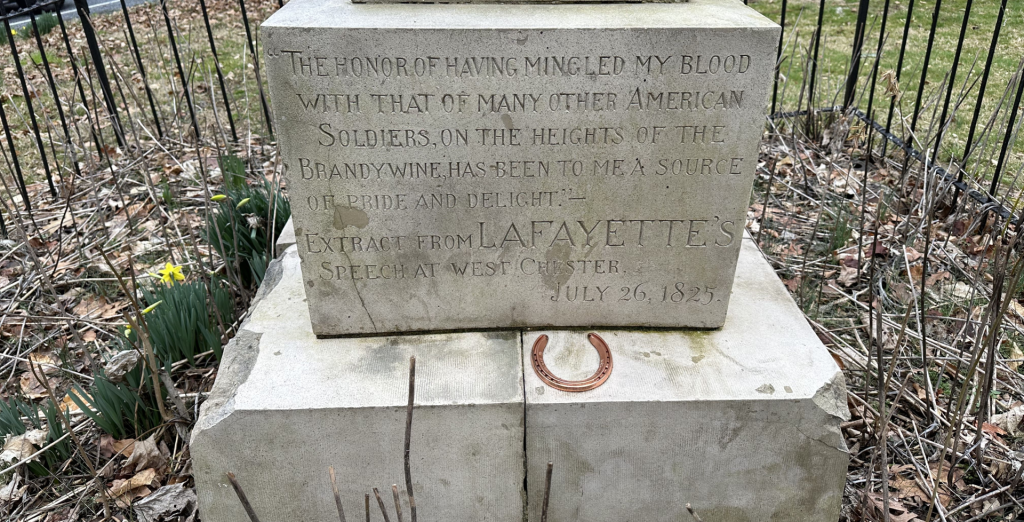 "The honor of having mingled my blood
with that of many other American
Soldiers, on the heights of the
Brandywine, has been to me a source
of pride and delight."—
Extract from LAFAYETTE'S
Speech at West Chester,
July 26, 1825.